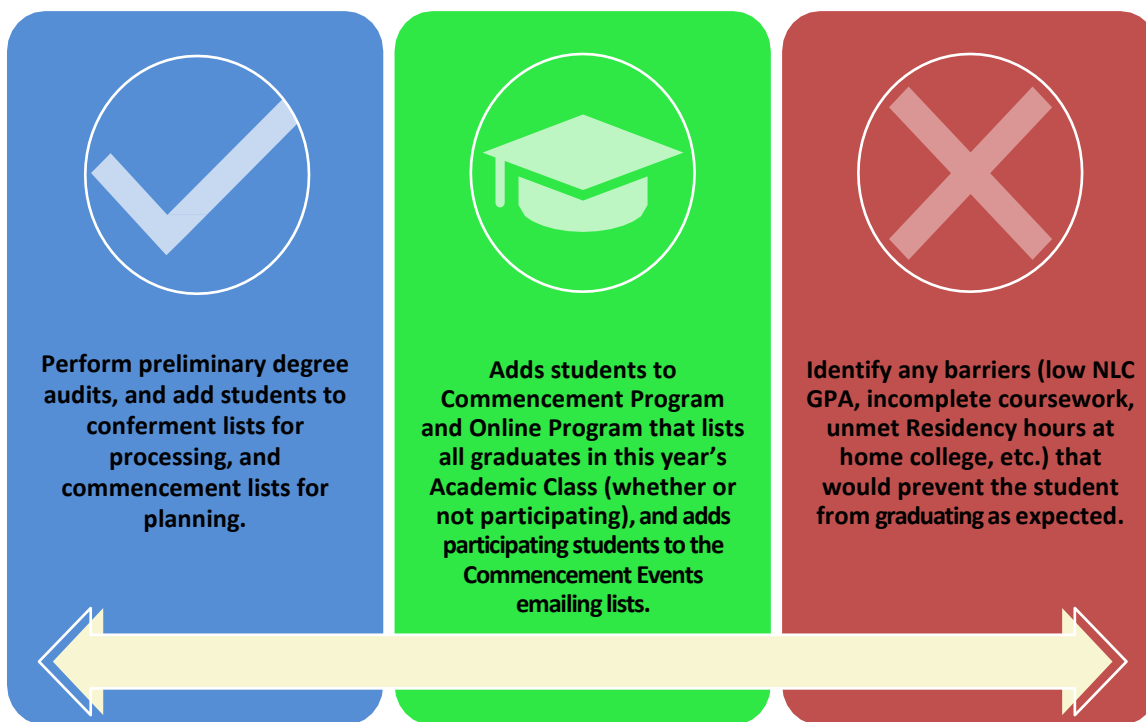 Perform preliminary degree
audits, and add students to
conferment lists for
processing, and
commencement lists for
planning.
Adds students to
Commencement Program
and Online Program that lists
all graduates in this year’s
Academic Class (whether or
not participating), and adds
participating students to the
Commencement Events
emailing lists.
Identify any barriers (low NLC
GPA, incomplete coursework,
unmet Residency hours at
home college, etc.) that
would prevent the student
from graduating as expected.